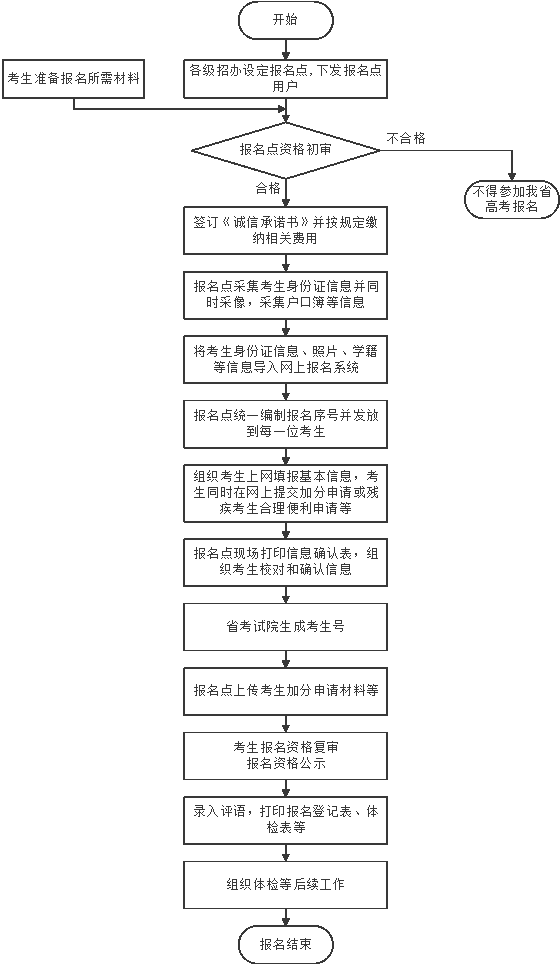 开始
考生准备报名所需材料
各级招办设定报名点,下发报名点
用户
报名点资格初审
不合格
不得参加我省
高考报名
合格
签订《诚信承诺书》并按规定缴
纳相关费用
报名点采集考生身份证信息并同
时采像，采集户口簿等信息
将考生身份证信息、照片、学籍
等信息导入网上报名系统
报名点统一编制报名序号并发放
到每一位考生
组织考生上网填报基本信息，考
生同时在网上提交加分申请或残
疾考生合理便利申请等
报名点现场打印信息确认表，组
织考生校对和确认信息
省考试院生成考生号
报名点上传考生加分申请材料等
考生报名资格复审
报名资格公示
录入评语，打印报名登记表、体
检表等
组织体检等后续工作
报名结束